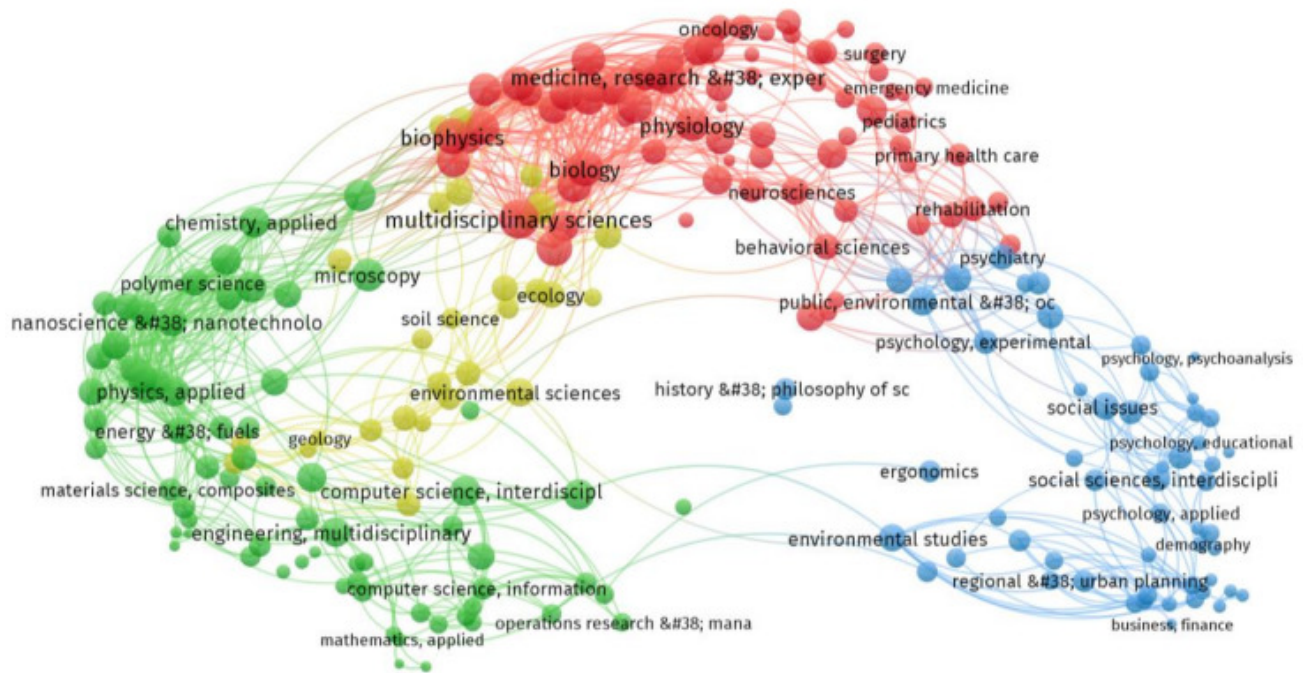 oncology
surgery
medicine, research &#38; exper
emergency medicine
pediatrics
physiology
biophysics
primary health care
biology
neurosciences
rehabilitation
multidisciplinary sciences
chemistry, applied
behavioral sciences
psychiatry
microscopy
polymer science
ecology
public, environmental &#38; oc
soil science
nanoscience &#38; nanotechnolo
psychology, experimental
psychology, psychoanalysis
physics, applied
environmental sciences
history &#38; philosophy of sc
social issues
energy &#38; fuels
geology
psychology, educational
ergonomics
social sciences, interdiscipli
materials science, composites
computer science, interdiscipl
psychology, applied
engineering, multidisciplinary
environmental studies
demography
regional &#38; urban planning
computer science, information
operations research &#38; mana
business, finance
mathematics, applied